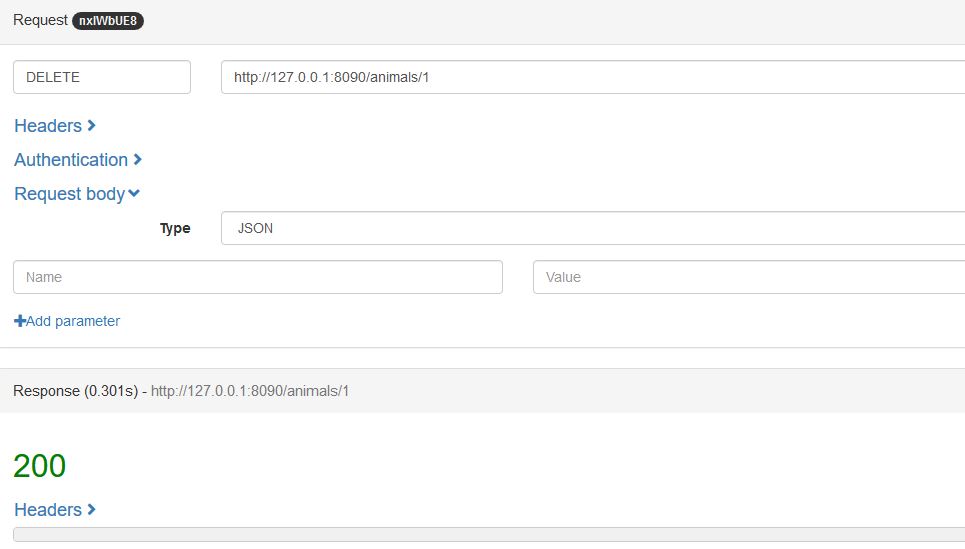 Request nxIWbUE8
DELETE http://127.0.0.1:8090/animals/1
Headers
Authentication
Request body
Type JSON
Name Value
Add parameter
Response (0.301s) - http://127.0.0.1:8090/animals/1
200
Headers